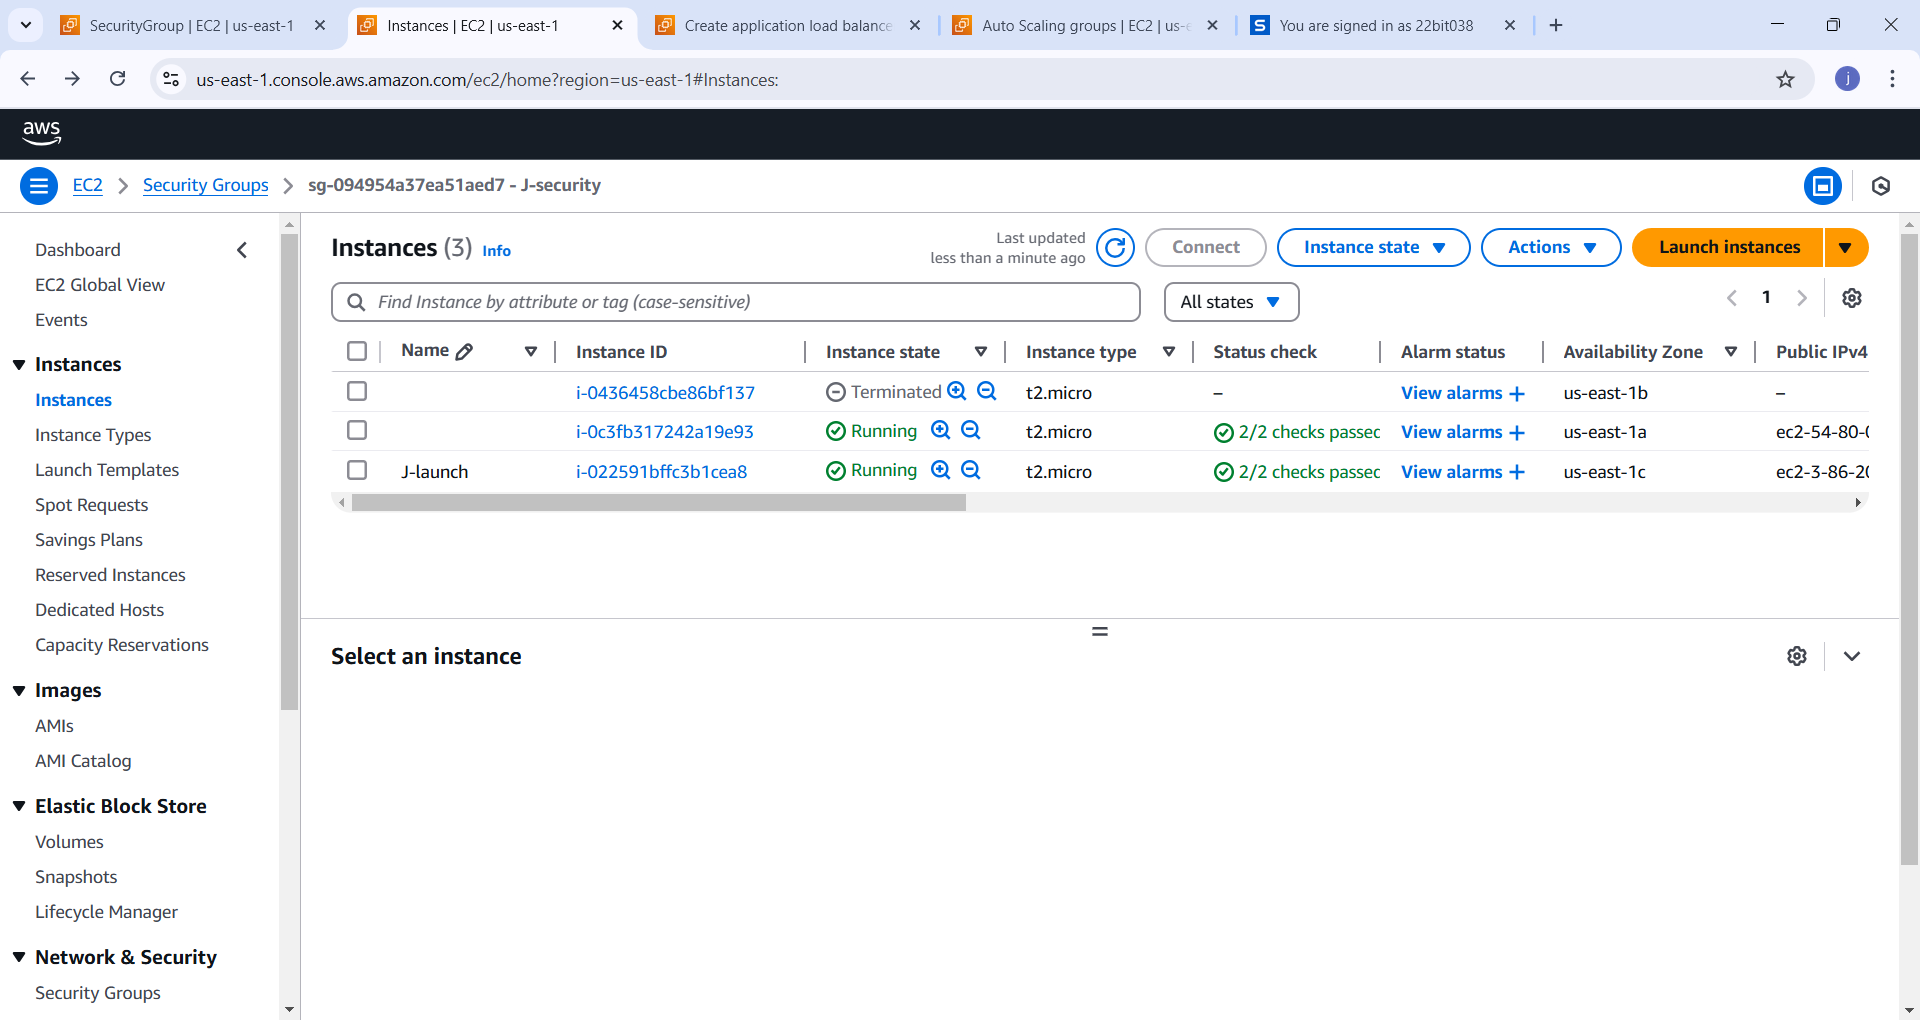 SecurityGroup | EC2 | us-east-1
Instances | EC2 | us-east-1
Create application load balance
Auto Scaling groups | EC2 | us-e
S
You are signed in as 22bit038
us-east-1.console.aws.amazon.com/ec2/home?region=us-east-1#Instances:
j
aws
EC2
Security Groups
sg-094954a37ea51aed7 - J-security
Dashboard
EC2 Global View
Events
Instances
Instances
Instance Types
Launch Templates
Spot Requests
Savings Plans
Reserved Instances
Dedicated Hosts
Capacity Reservations
Images
AMIs
AMI Catalog
Elastic Block Store
Volumes
Snapshots
Lifecycle Manager
Network & Security
Security Groups
Instances (3) Info
Last updated
less than a minute ago
Connect
Instance state
Actions
Launch instances
Find Instance by attribute or tag (case-sensitive)
All states
1
Name Instance ID Instance state Instance type Status check Alarm status Availability Zone Public IPv4
i-0436458cbe86bf137 Terminated t2.micro – View alarms + us-east-1b –
i-0c3fb317242a19e93 Running t2.micro 2/2 checks passed View alarms + us-east-1a ec2-54-80-0
J-launch i-022591bffc3b1cea8 Running t2.micro 2/2 checks passed View alarms + us-east-1c ec2-3-86-20
Select an instance